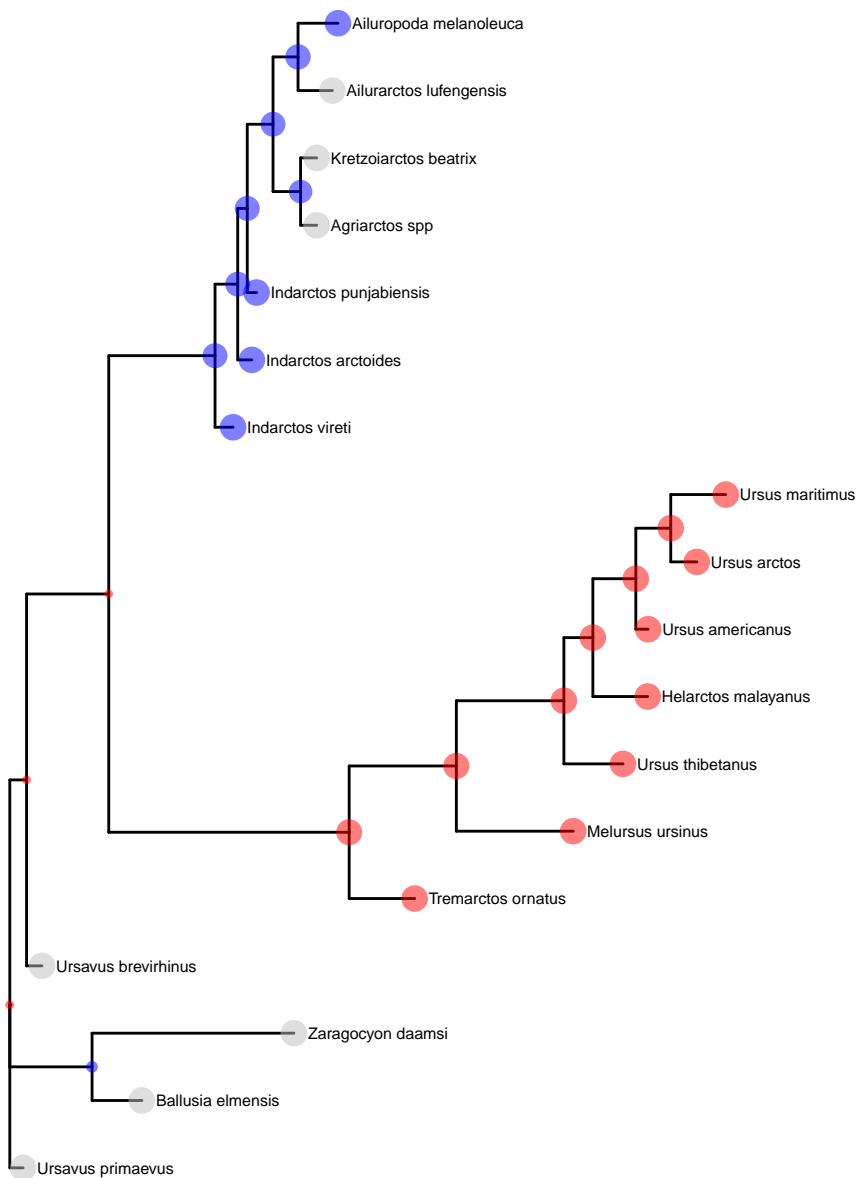 Ailuropoda melanoleuca
Ailurarctos lufengensis
Kretzoiarctos beatrix
Agriarctos spp
Indarctos punjabiensis
Indarctos arctoides
Indarctos vireti
Ursus maritimus
Ursus arctos
Ursus americanus
Helarctos malayanus
Ursus thibetanus
Melursus ursinus
Tremarctos ornatus
Ursavus brevirhinus
Zaragocyon daamsi
Ballusia elmensis
Ursavus primaevus